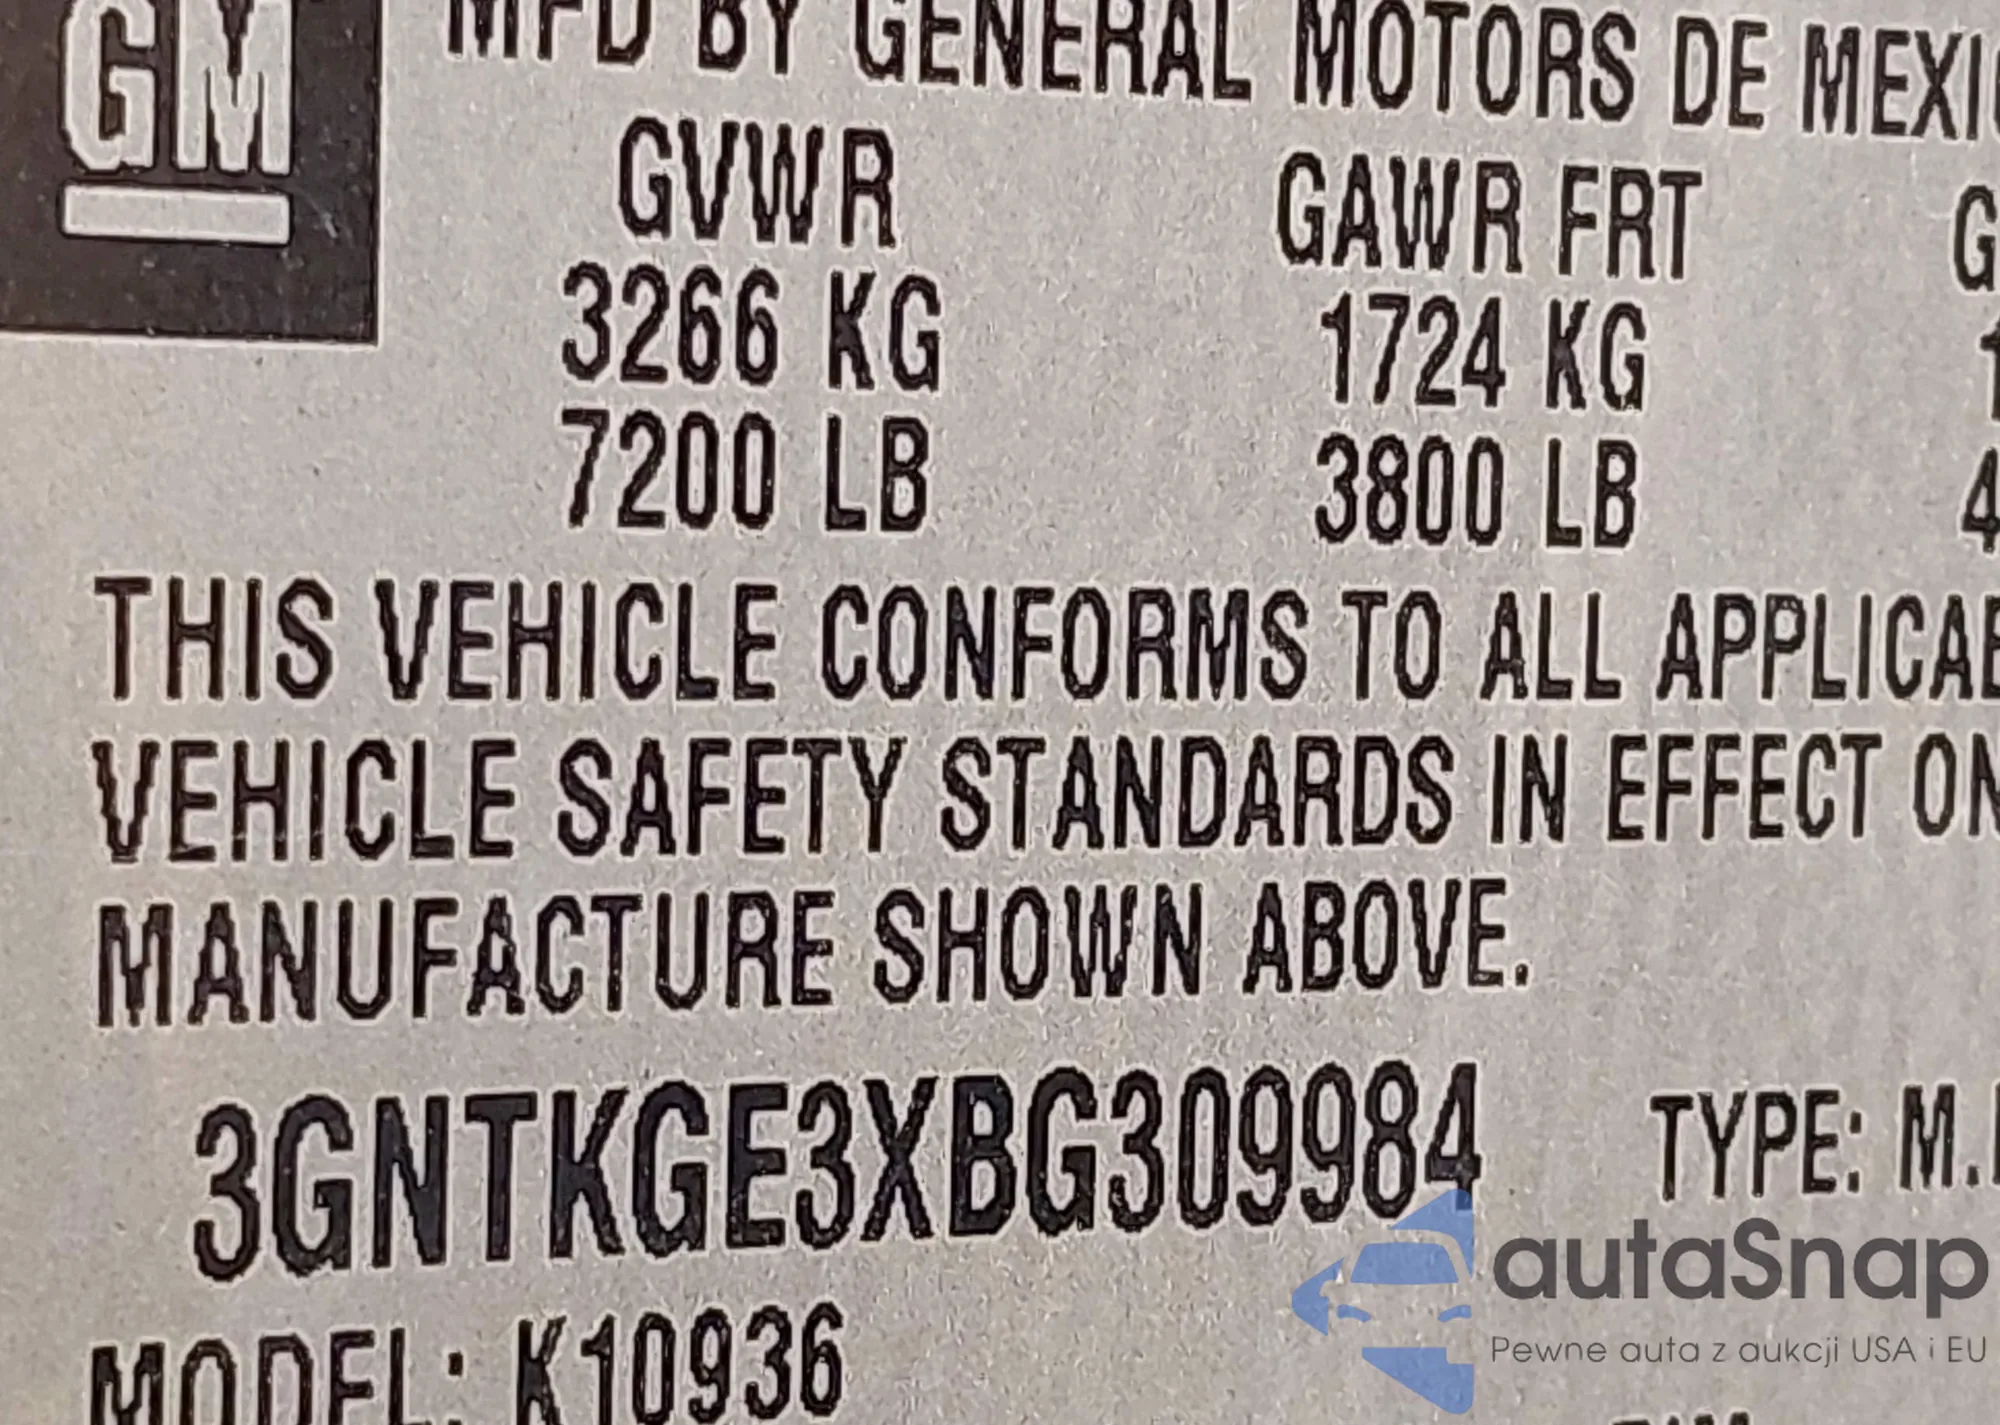 GM
MFD BY GENERAL MOTORS DE MEXIC
GVWR GAWR FRT G
3266 KG 1724 KG 1
7200 LB 3800 LB 4
THIS VEHICLE CONFORMS TO ALL APPLICAB
VEHICLE SAFETY STANDARDS IN EFFECT ON
MANUFACTURE SHOWN ABOVE.
3GNTKGE3XBG309984 TYPE: M.
MODEL: K10936
autaSnap
Pewne auta z aukcji USA i EU